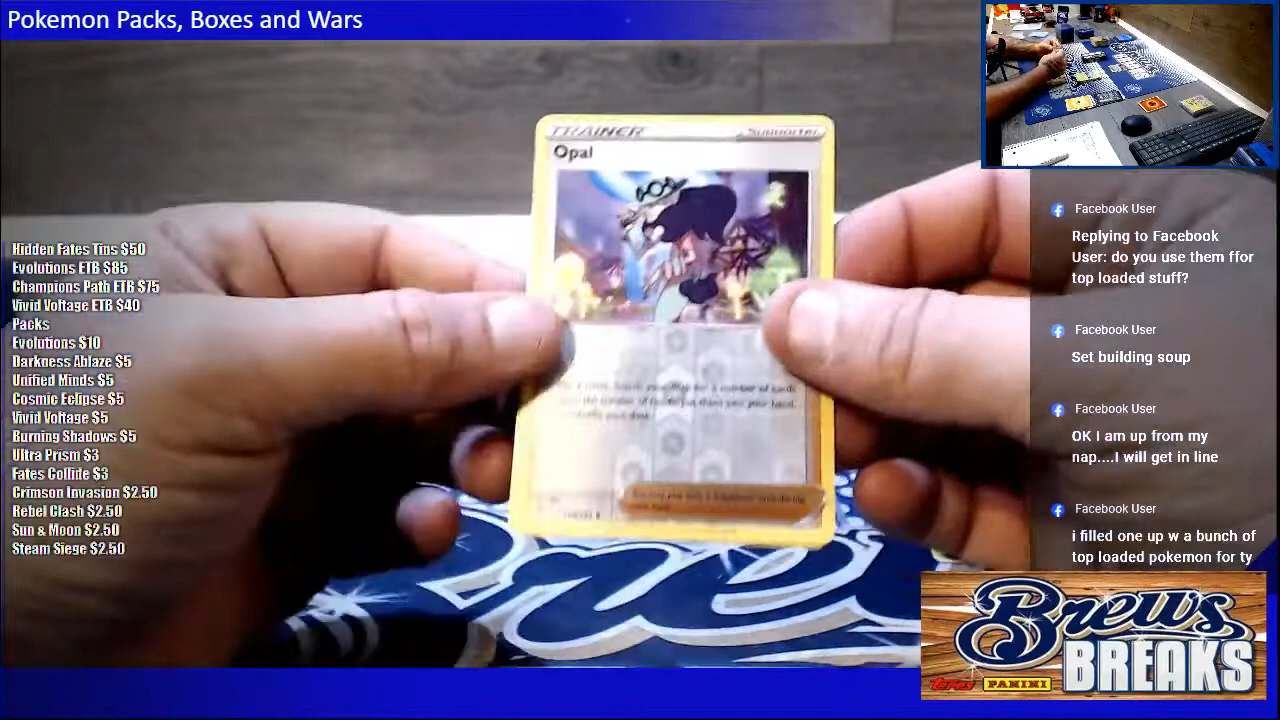 Pokemon Packs, Boxes and Wars
Hidden Fates Tins $50
Evolutions ETB $85
Champions Path ETB $75
Vivid Voltage ETB $40
Packs
Evolutions $10
Darkness Ablaze $5
Unified Minds $5
Cosmic Eclipse $5
Vivid Voltage $5
Burning Shadows $5
Ultra Prism $3
Fates Collide $3
Crimson Invasion $2.50
Rebel Clash $2.50
Sun & Moon $2.50
Steam Siege $2.50
TRAINER
Supporter
Opal
Facebook User
Replying to Facebook
User: do you use them ffor
top loaded stuff?
Facebook User
Set building soup
Facebook User
OK I am up from my
nap....I will get in line
Facebook User
i filled one up w a bunch of
top loaded pokemon for ty
Brews
BREAKS
Topps
PANINI